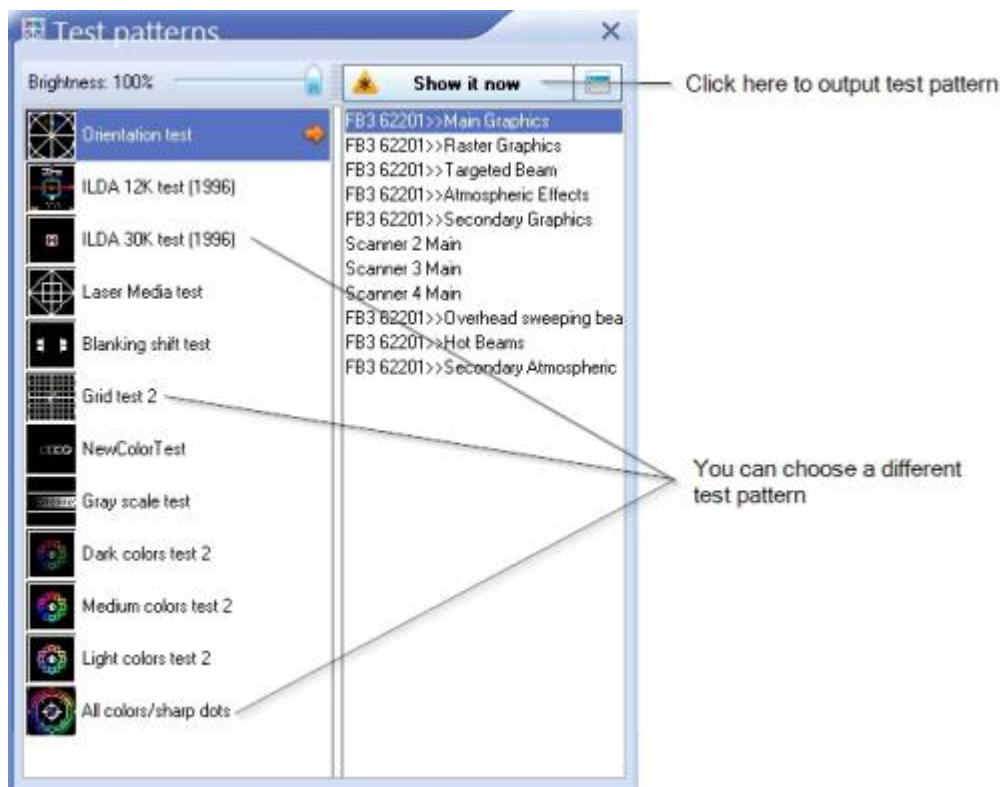 Test patterns
Brightness: 100%
Show it now
Click here to output test pattern
Orientation test
ILDA 12K test (1996)
ILDA 30K test (1996)
Laser Media test
Blanking shift test
Grid test 2
NewColorTest
Gray scale test
Dark colors test 2
Medium colors test 2
Light colors test 2
All colors/sharp dots
FB3 62201>>Main Graphics
FB3 62201>>Raster Graphics
FB3 62201>>Targeted Beam
FB3 62201>>Atmospheric Effects
FB3 62201>>Secondary Graphics
Scanner 2 Main
Scanner 3 Main
Scanner 4 Main
FB3 62201>>Overhead sweeping bea
FB3 62201>>Hot Beams
FB3 62201>>Secondary Atmospheric
You can choose a different
test pattern